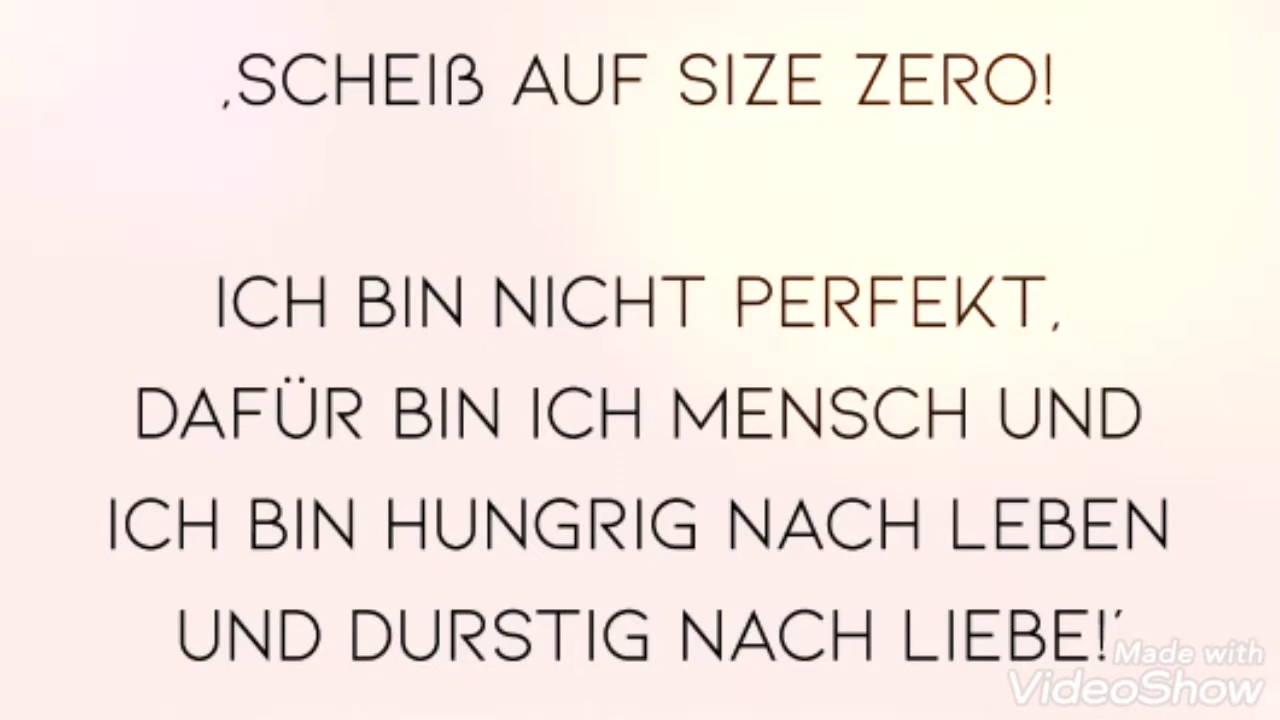 ‚SCHEIß AUF SIZE ZERO!
ICH BIN NICHT PERFEKT,
DAFÜR BIN ICH MENSCH UND
ICH BIN HUNGRIG NACH LEBEN
UND DURSTIG NACH LIEBE!’
Made with
VideoShow